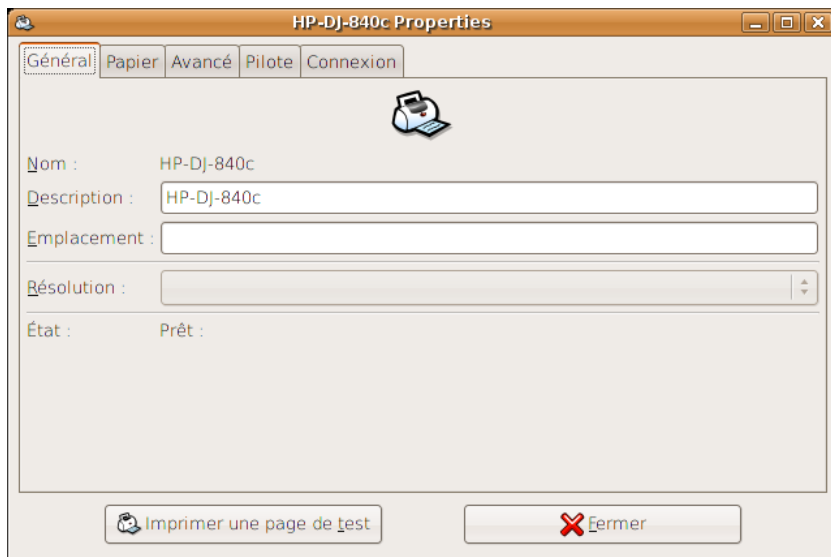 HP-DJ-840c Properties
Général Papier Avancé Pilote Connexion
Nom : HP-DJ-840c
Description : HP-DJ-840c
Emplacement :
Résolution :
État : Prêt :
Imprimer une page de test Fermer